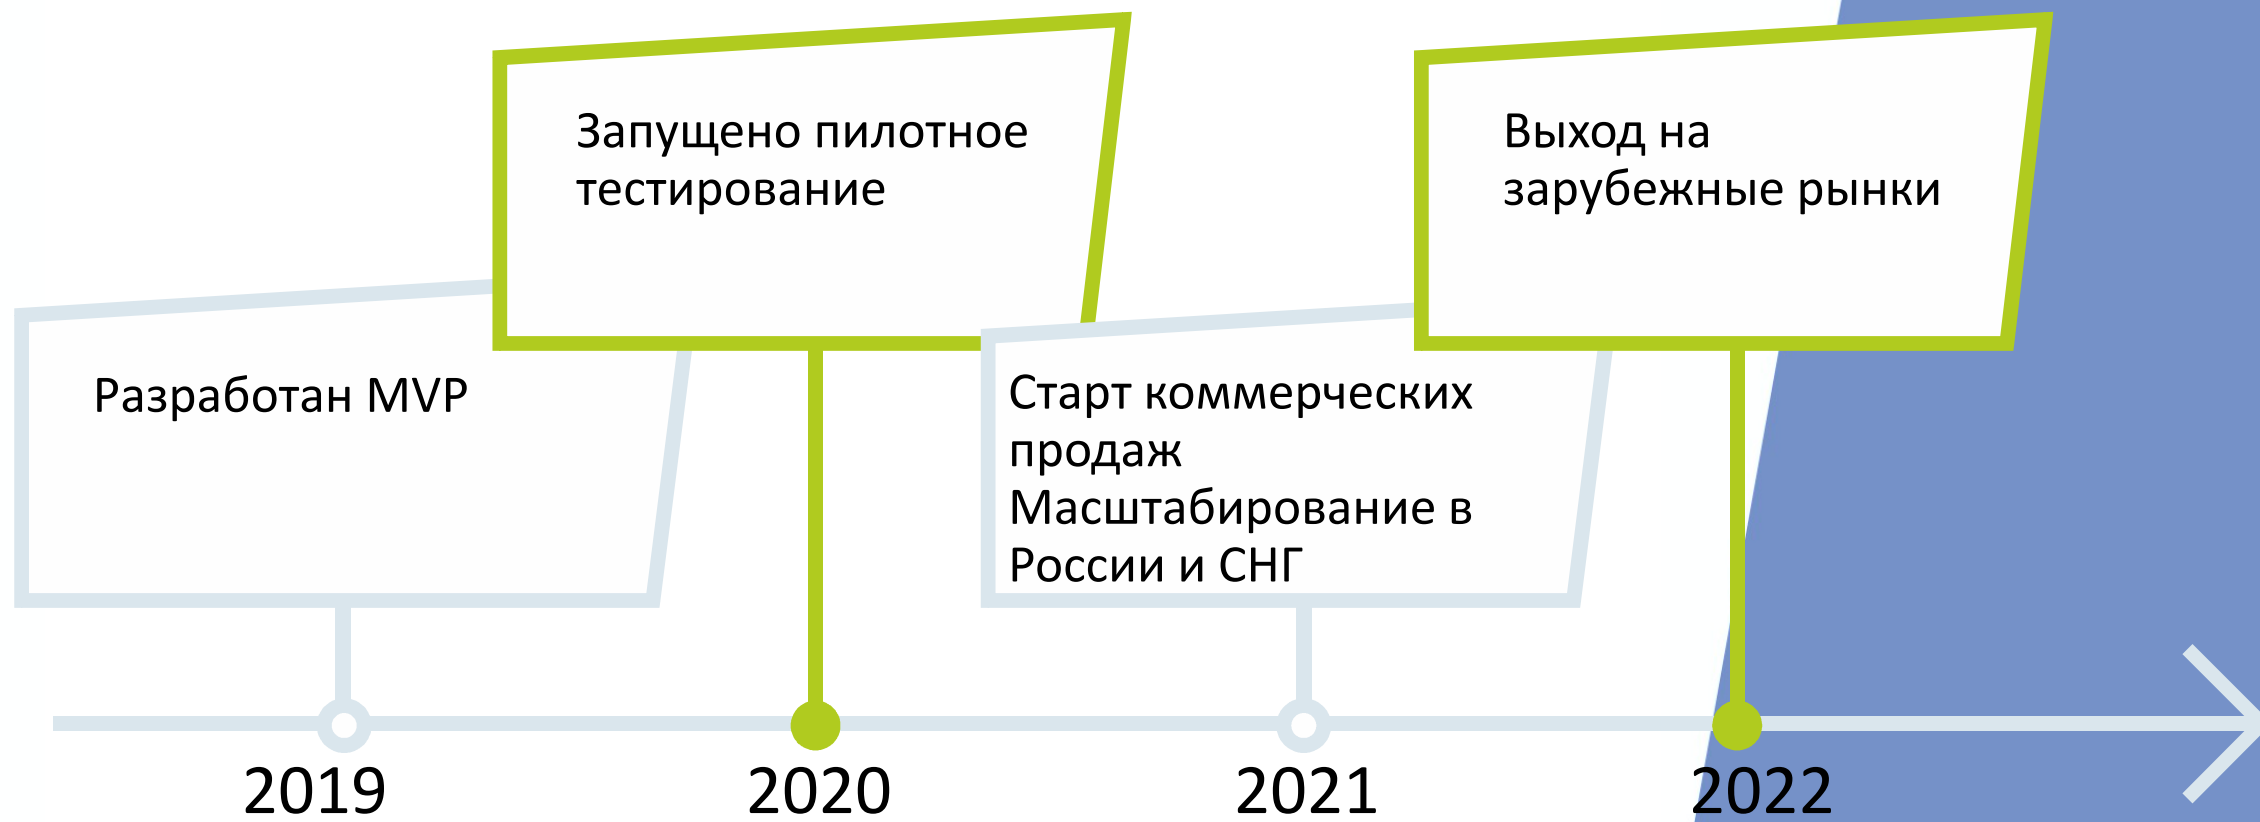 Разработан MVP
Запущено пилотное
тестирование
Старт коммерческих
продаж
Масштабирование в
России и СНГ
Выход на
зарубежные рынки
2019
2020
2021
2022